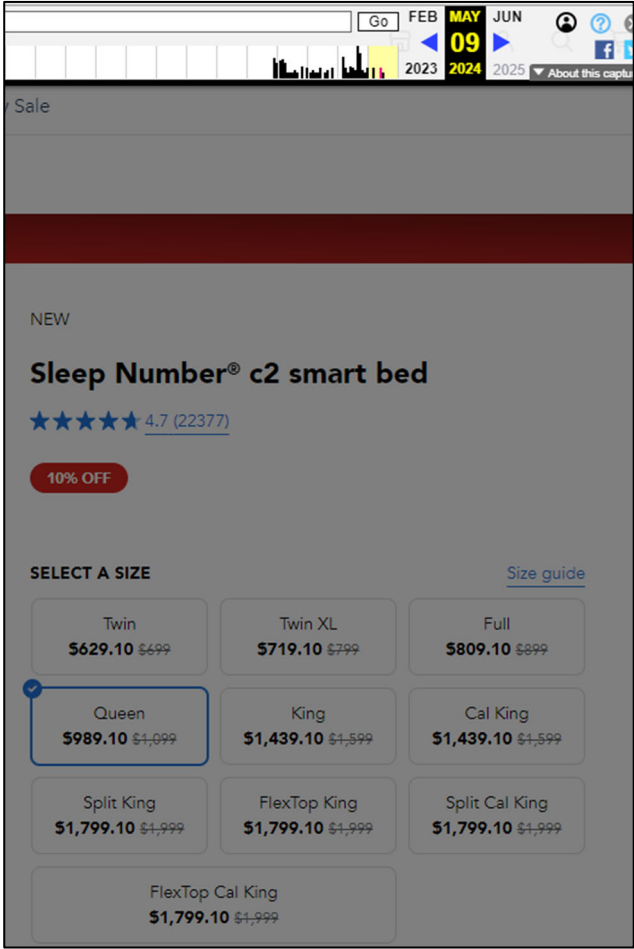 Go FEB MAY JUN
09
2023 2024 2025 About this captu
y Sale
NEW
Sleep Number® c2 smart bed
4.7 (22377)
10% OFF
SELECT A SIZE Size guide
Twin Twin XL Full
$629.10 $699 $719.10 $799 $809.10 $899
Queen King Cal King
$989.10 $1,099 $1,439.10 $1,599 $1,439.10 $1,599
Split King FlexTop King Split Cal King
$1,799.10 $1,999 $1,799.10 $1,999 $1,799.10 $1,999
FlexTop Cal King
$1,799.10 $1,999